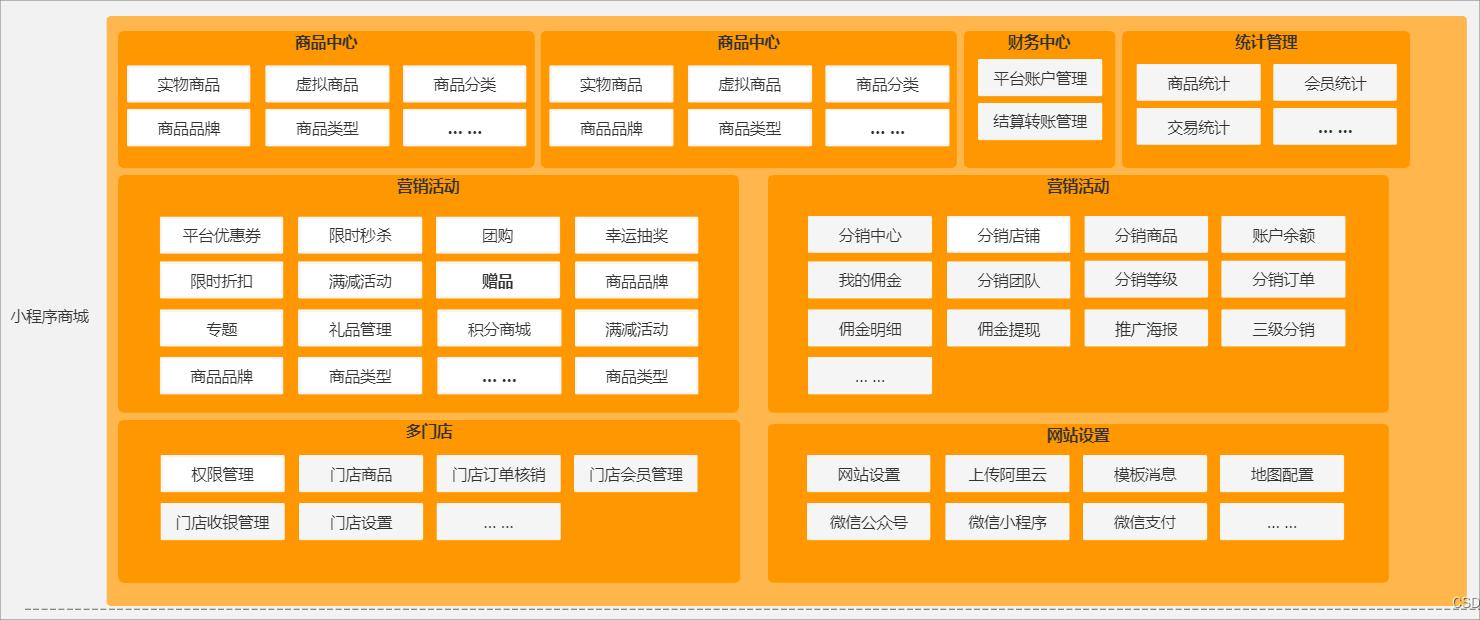 商品中心
实物商品 虚拟商品 商品分类
商品品牌 商品类型 ... ...
商品中心
实物商品 虚拟商品 商品分类
商品品牌 商品类型 ... ...
财务中心
平台账户管理
结算转账管理
统计管理
商品统计 会员统计
交易统计 ... ...
小程序商城
营销活动
平台优惠券 限时秒杀 团购 幸运抽奖
限时折扣 满减活动 赠品 商品品牌
专题 礼品管理 积分商城 满减活动
商品品牌 商品类型 ... ... 商品类型
营销活动
分销中心 分销店铺 分销商品 账户余额
我的佣金 分销团队 分销等级 分销订单
佣金明细 佣金提现 推广海报 三级分销
... ...
多门店
权限管理 门店商品 门店订单核销 门店会员管理
门店收银管理 门店设置 ... ...
网站设置
网站设置 上传阿里云 模板消息 地图配置
微信公众号 微信小程序 微信支付 ... ...
CSD